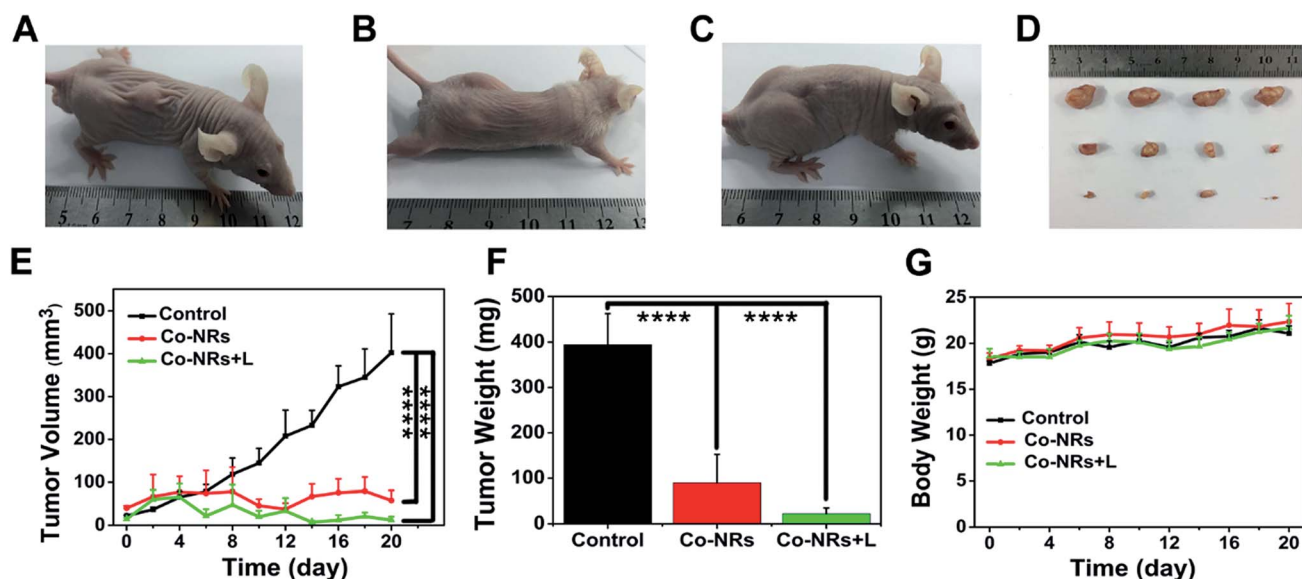 A
B
C
D
5 6 7 8 9 10 11 12
7 8 9 10 11 12 13
6 7 8 9 10 11 12
2 3 4 5 6 7 8 9 10 11
E
Tumor Volume (mm³)
500
400
300
200
100
0
Control
Co-NRs
Co-NRs+L
****
****
0 4 8 12 16 20
Time (day)
F
Tumor Weight (mg)
500
400
300
200
100
0
**** ****
Control Co-NRs Co-NRs+L
G
Body Weight (g)
25
20
15
10
5
0
Control
Co-NRs
Co-NRs+L
0 4 8 12 16 20
Time (day)